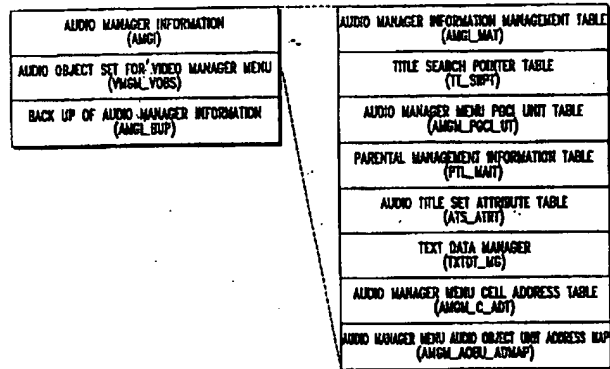 AUDIO MANAGER INFORMATION
(AMGI)
AUDIO OBJECT SET FOR VIDEO MANAGER MENU
(VMGM_VOBS)
BACK UP OF AUDIO MANAGER INFORMATION
(AMGI_BUP)
AUDIO MANAGER INFORMATION MANAGEMENT TABLE
(AMGI_MAT)
TITLE SEARCH POINTER TABLE
(TT_SRPT)
AUDIO MANAGER MENU PGCI UNIT TABLE
(AMGM_PGCI_UT)
PARENTAL MANAGEMENT INFORMATION TABLE
(PTL_MAIT)
AUDIO TITLE SET ATTRIBUTE TABLE
(ATS_ATRT)
TEXT DATA MANAGER
(TXTDT_MG)
AUDIO MANAGER MENU CELL ADDRESS TABLE
(AMGM_C_ADT)
AUDIO MANAGER MENU AUDIO OBJECT UNIT ADDRESS MAP
(AMGM_AOBU_ADMAP)